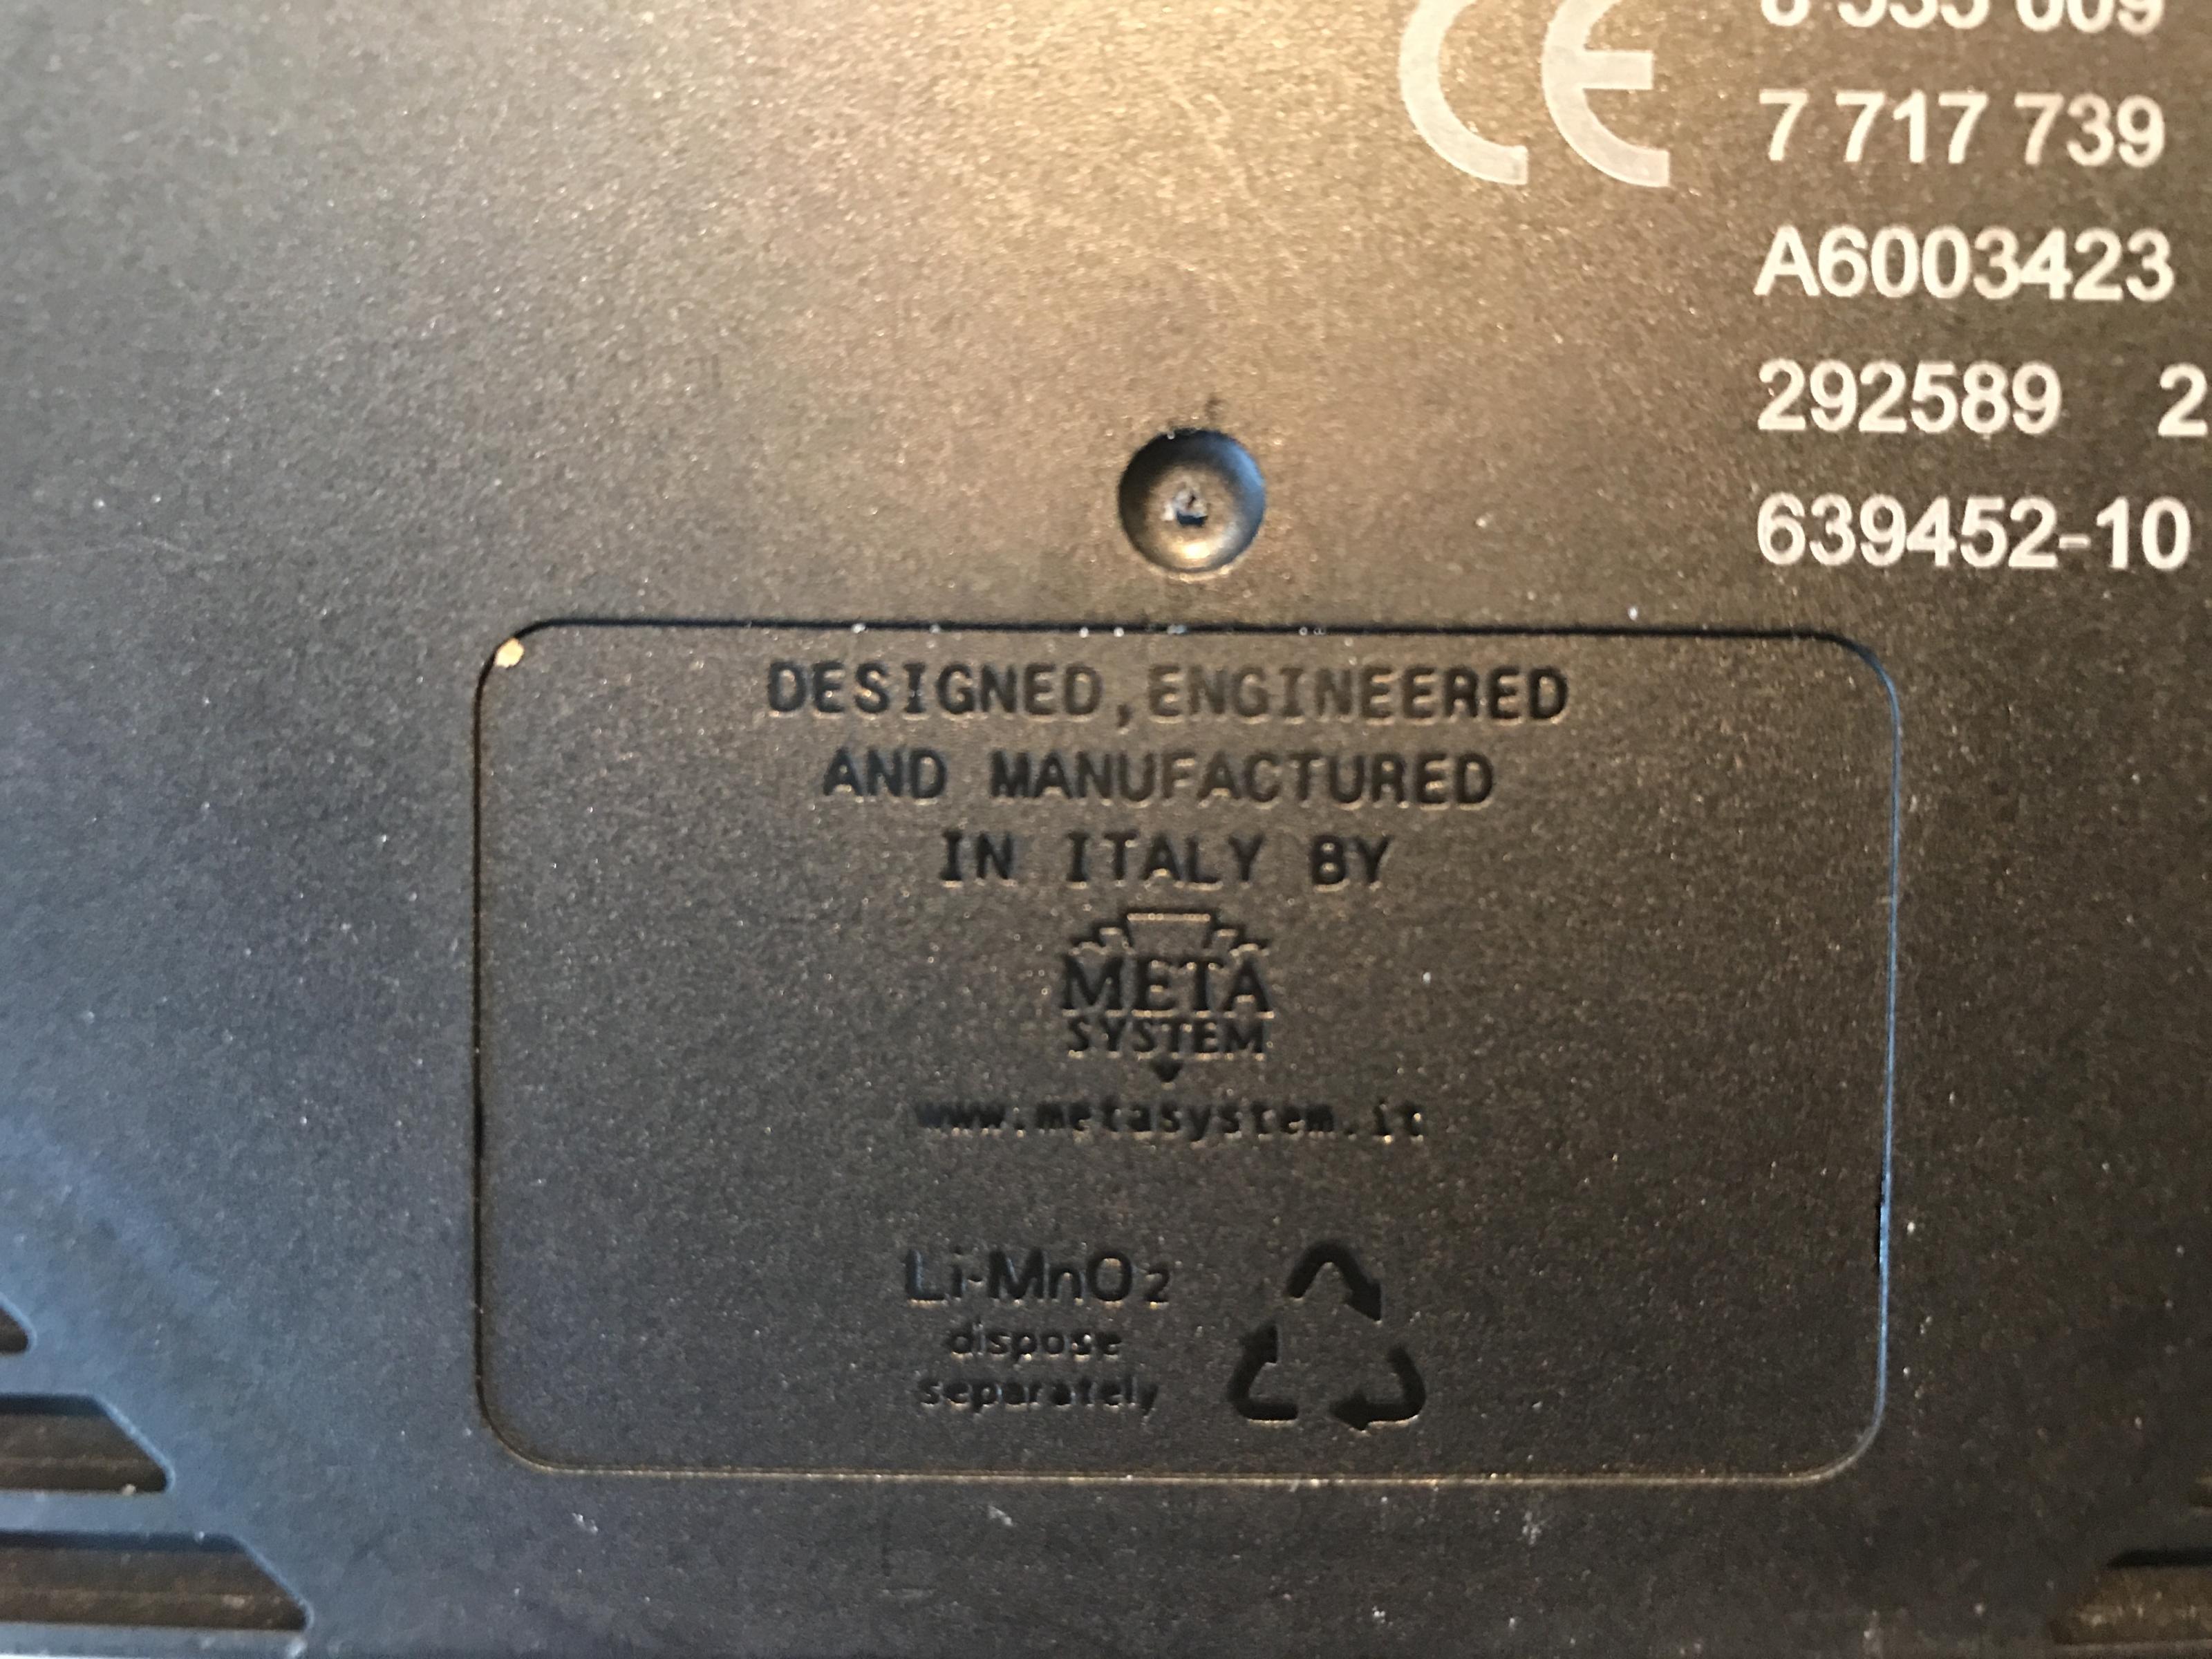 CE
7 717 739
A6003423
292589 2
639452-10
DESIGNED,ENGINEERED
AND MANUFACTURED
IN ITALY BY
META
SYSTEM
www.metasystem.it
Li-MnO2
dispose
separately